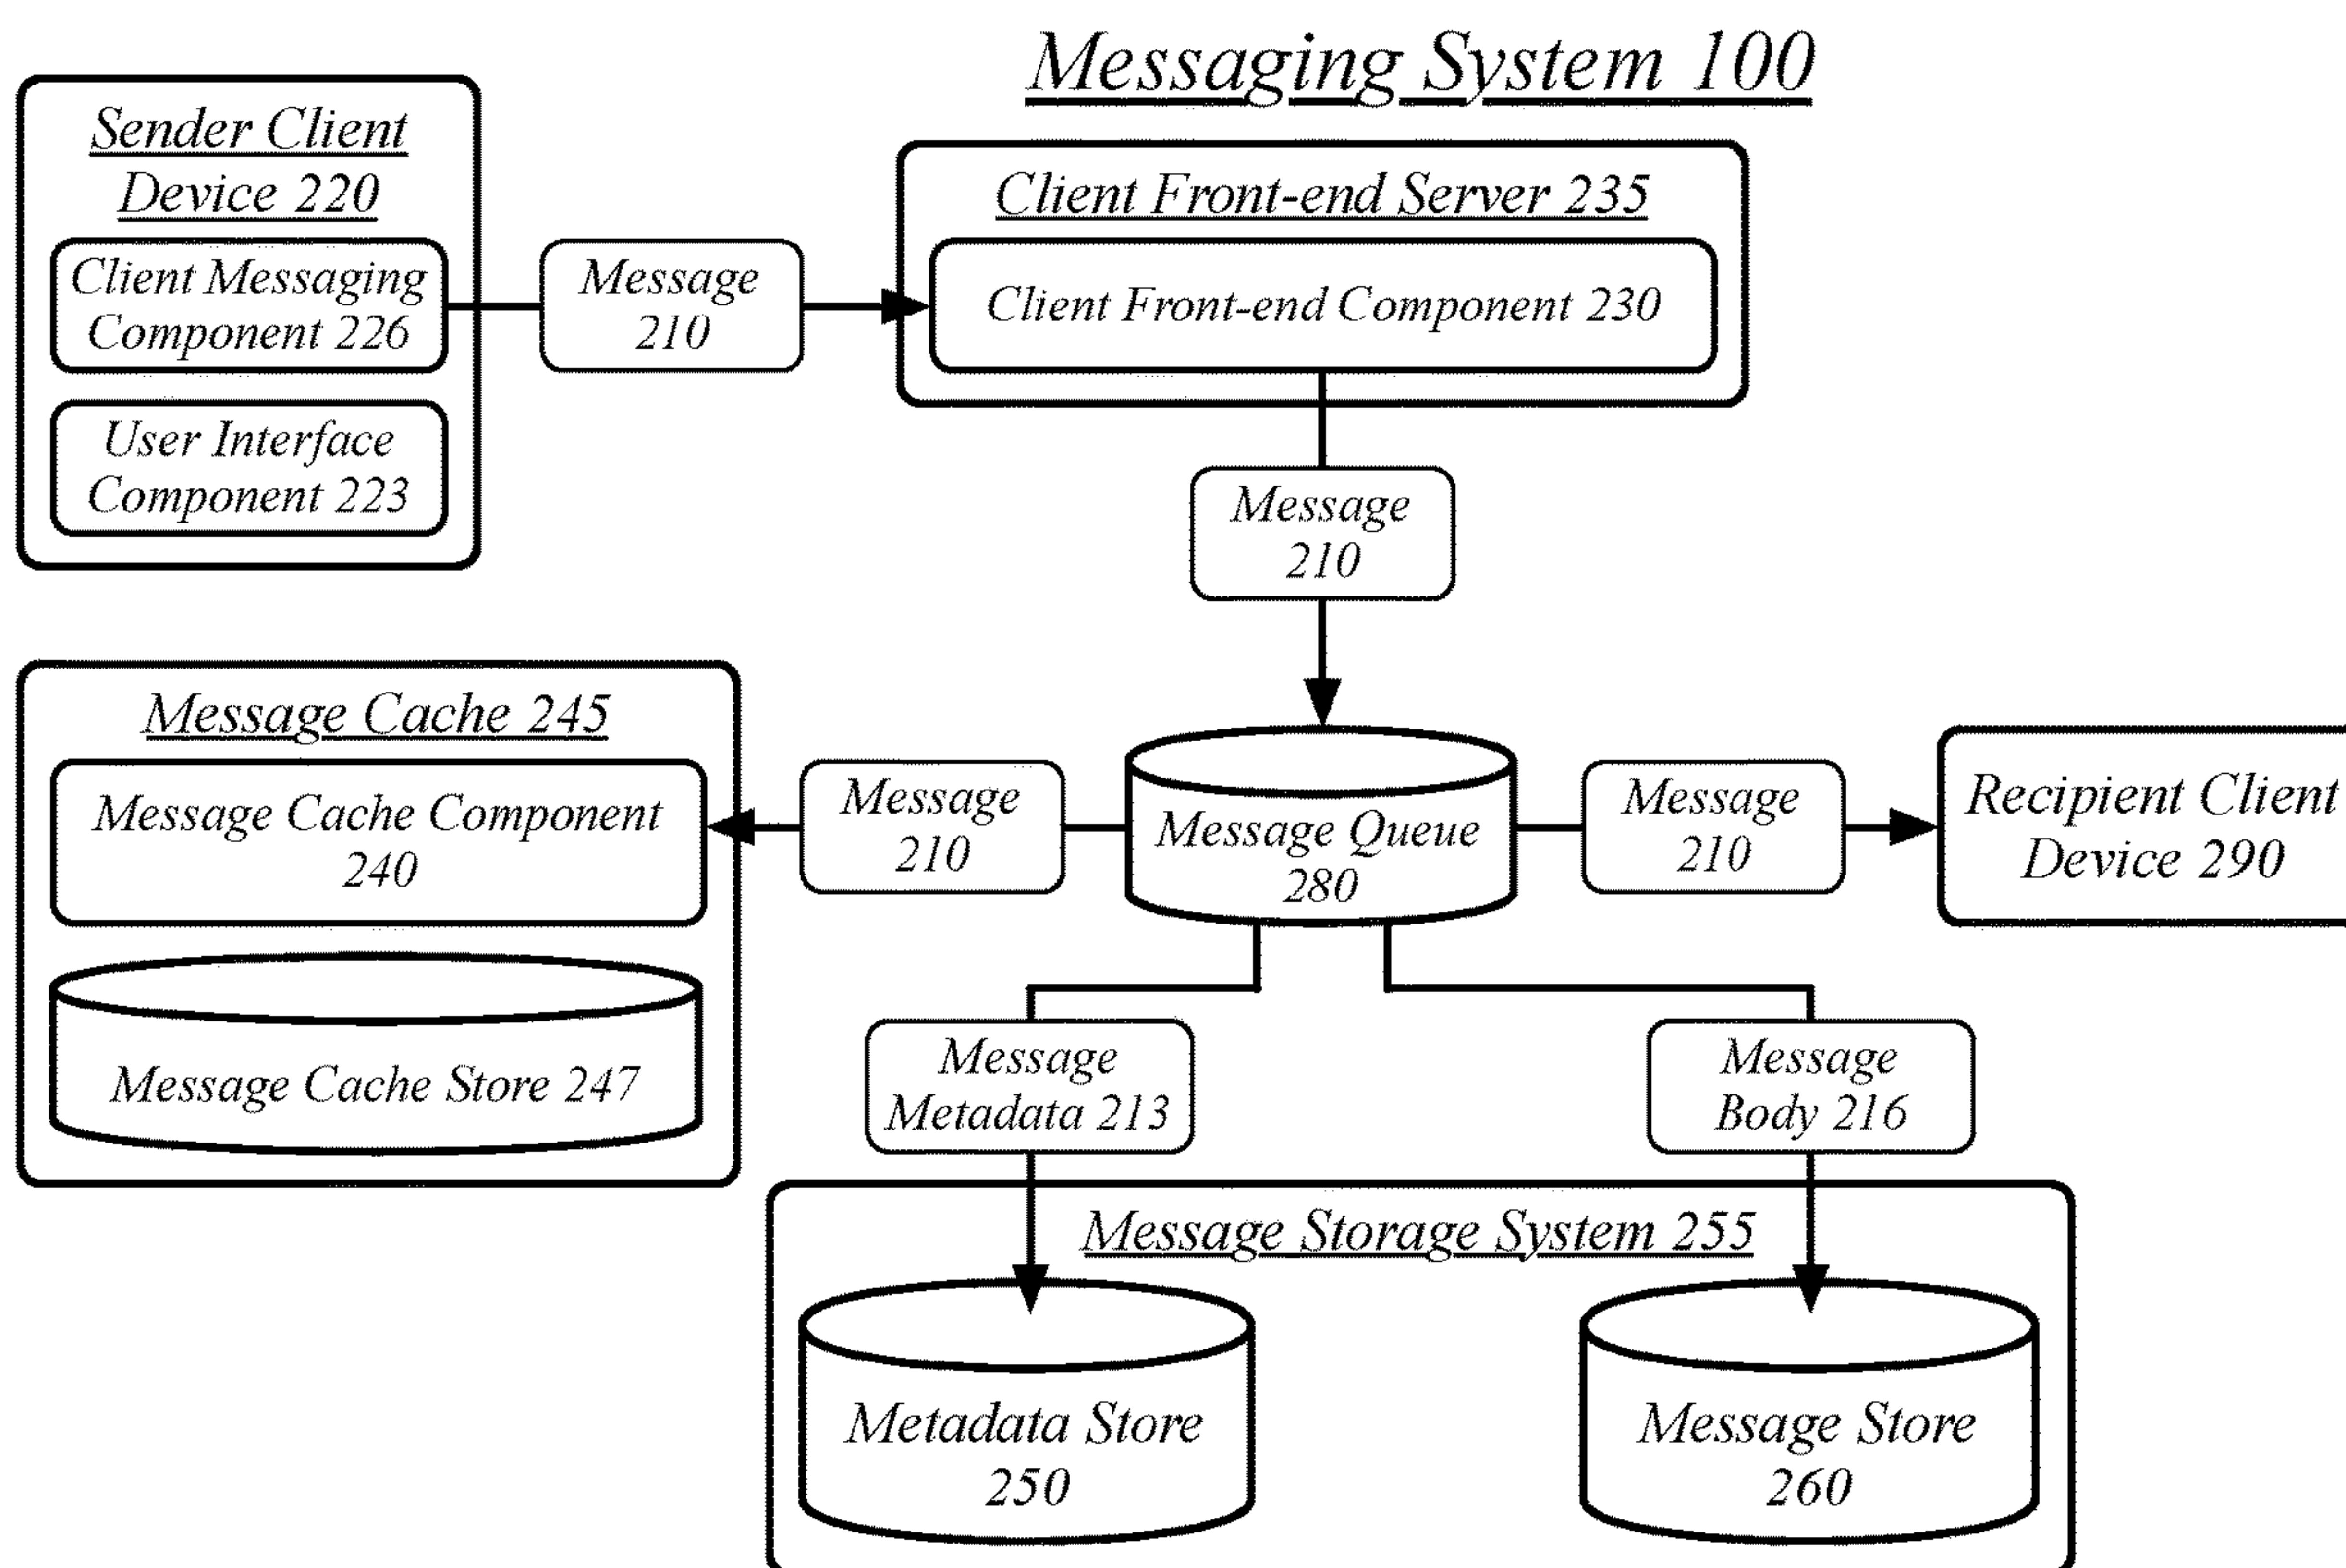 Messaging System 100
Sender Client
Device 220
Client Messaging
Component 226
User Interface
Component 223
Message
210
Client Front-end Server 235
Client Front-end Component 230
Message
210
Message Cache 245
Message Cache Component
240
Message Cache Store 247
Message
210
Message Queue
280
Message
210
Recipient Client
Device 290
Message
Metadata 213
Message
Body 216
Message Storage System 255
Metadata Store
250
Message Store
260